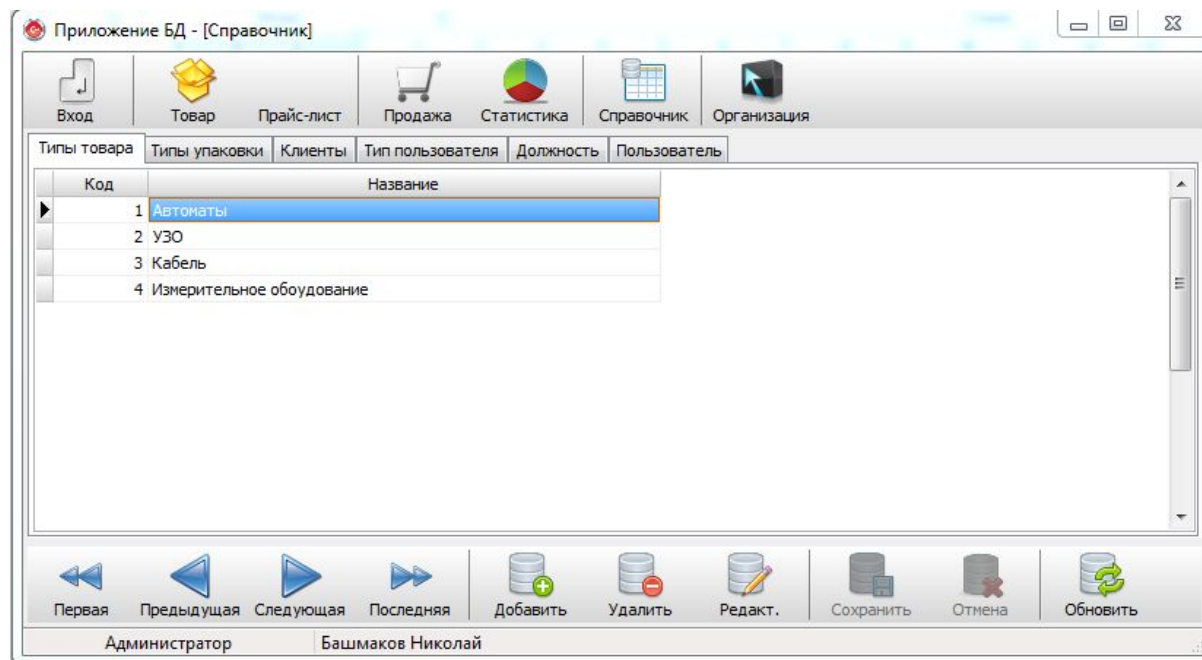 Приложение БД - [Справочник]
Вход Товар Прайс-лист Продажа Статистика Справочник Организация
Типы товара Типы упаковки Клиенты Тип пользователя Должность Пользователь
Код Название
1 Автоматы
2 УЗО
3 Кабель
4 Измерительное обоудование
Первая Предыдущая Следующая Последняя Добавить Удалить Редакт. Сохранить Отмена Обновить
Администратор Башмаков Николай